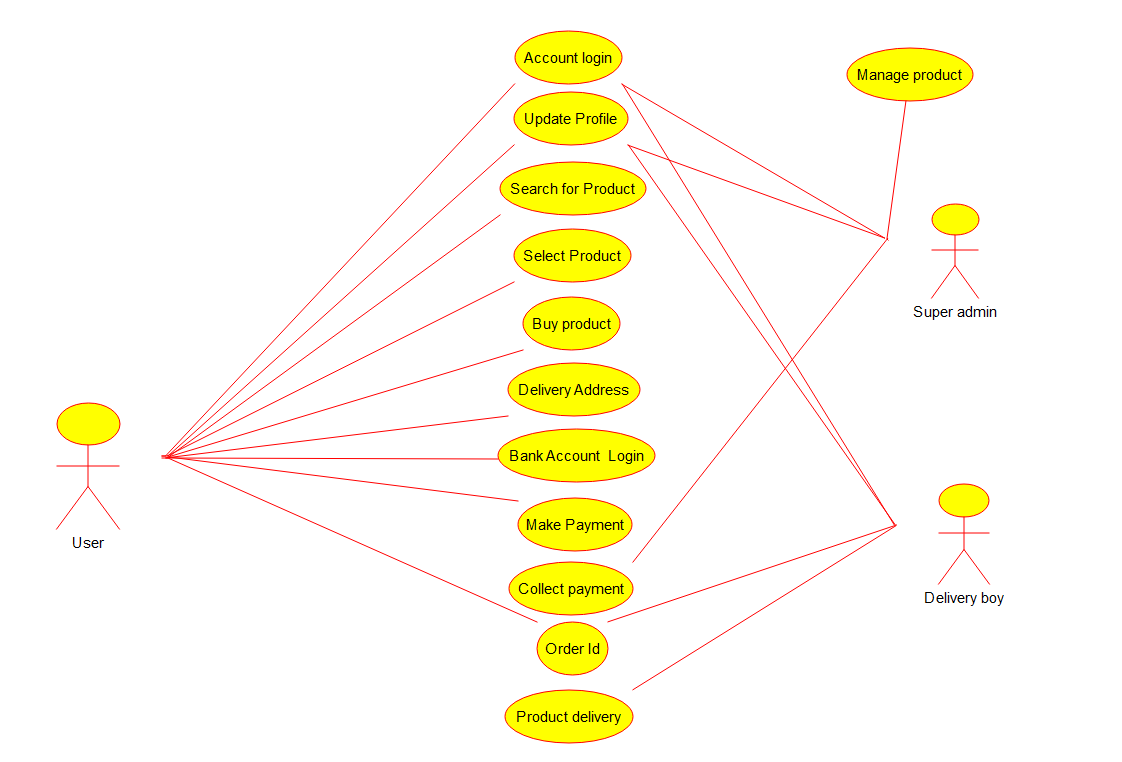 Account login
Manage product
Update Profile
Search for Product
Select Product
Super admin
Buy product
Delivery Address
Bank Account  Login
Make Payment
User
Collect payment
Delivery boy
Order Id
Product delivery